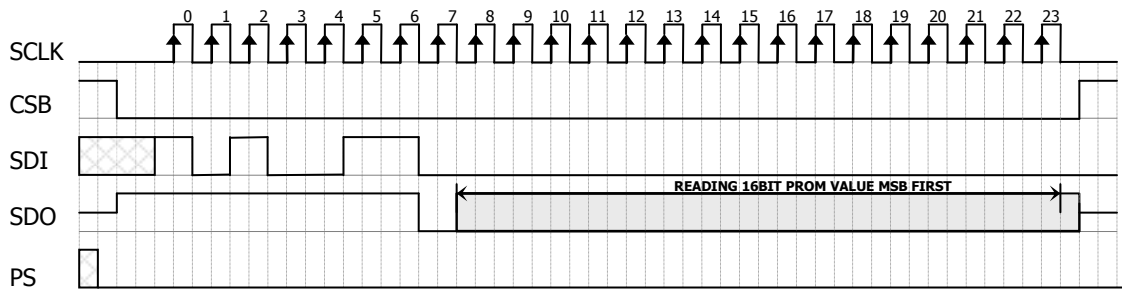 0 1 2 3 4 5 6 7 8 9 10 11 12 13 14 15 16 17 18 19 20 21 22 23
SCLK
CSB
SDI
READING 16BIT PROM VALUE MSB FIRST
SDO
PS